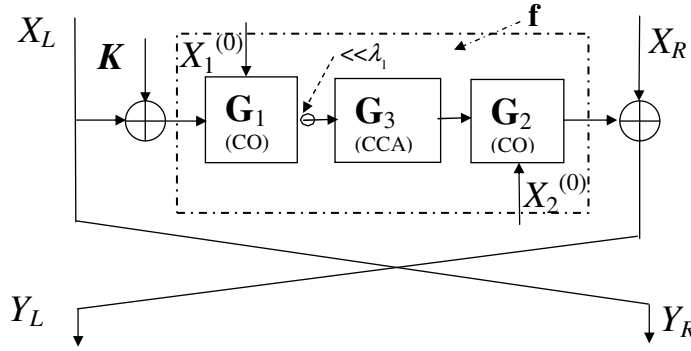 X_L
f
K
X_1^(0)
<<λ_1
X_R
G_1
(CO)
G_3
(CCA)
G_2
(CO)
X_2^(0)
Y_L
Y_R